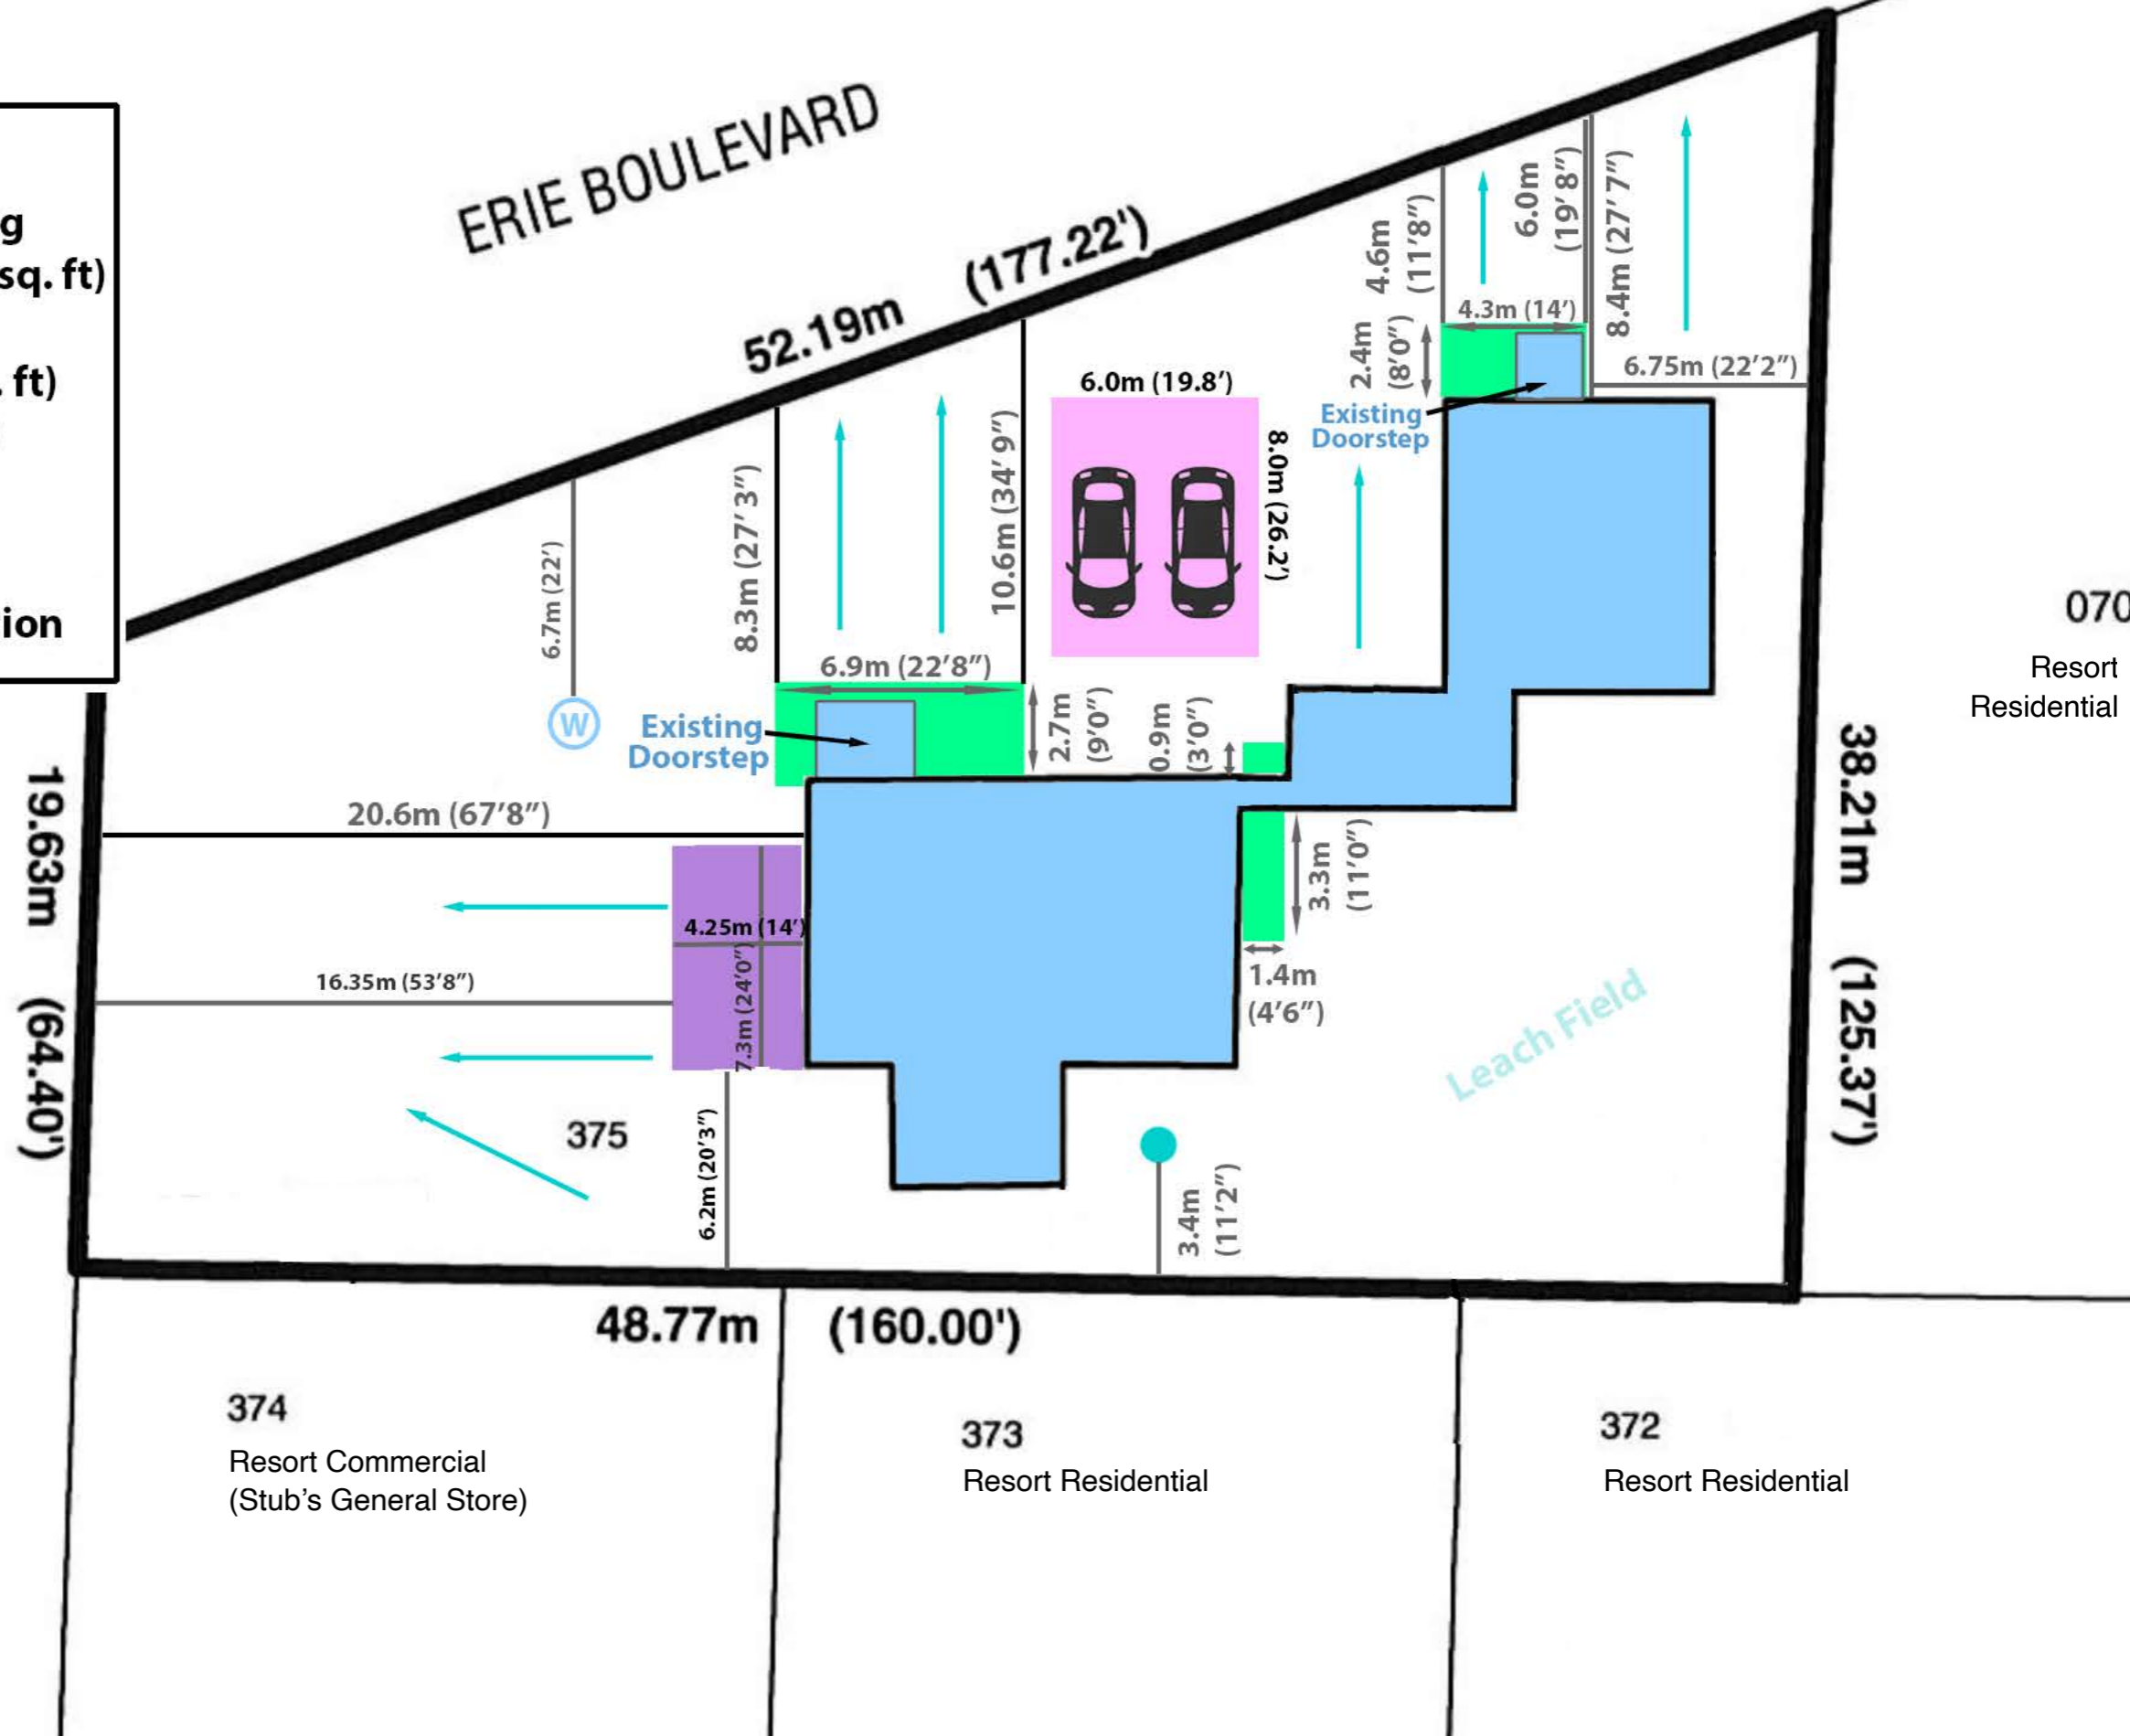 g
sq. ft)
. ft)
ion
ERIE BOULEVARD
52.19m (177.22')
6.0m
(19' 8”)
8.4m (27' 7”)
4.6m
(11'8”)
4.3m (14')
2.4m
(8'0”)
6.75m (22'2”)
Existing
Doorstep
6.0m (19.8’)
8.0m (26.2’)
10.6m (34' 9”)
8.3m (27' 3”)
6.7m (22')
6.9m (22’8”)
W
Existing
Doorstep
2.7m
(9'0”)
0.9m
(3'0”)
070
Resort
Residential
19.63m (64.40')
38.21m (125.37')
20.6m (67’8”)
4.25m (14’)
7.3m (24'0”)
16.35m (53’8”)
3.3m
(11'0”)
1.4m
(4’6”)
Leach Field
375
6.2m (20'3”)
3.4m
(11'2”)
48.77m (160.00')
374
Resort Commercial
(Stub’s General Store)
373
Resort Residential
372
Resort Residential